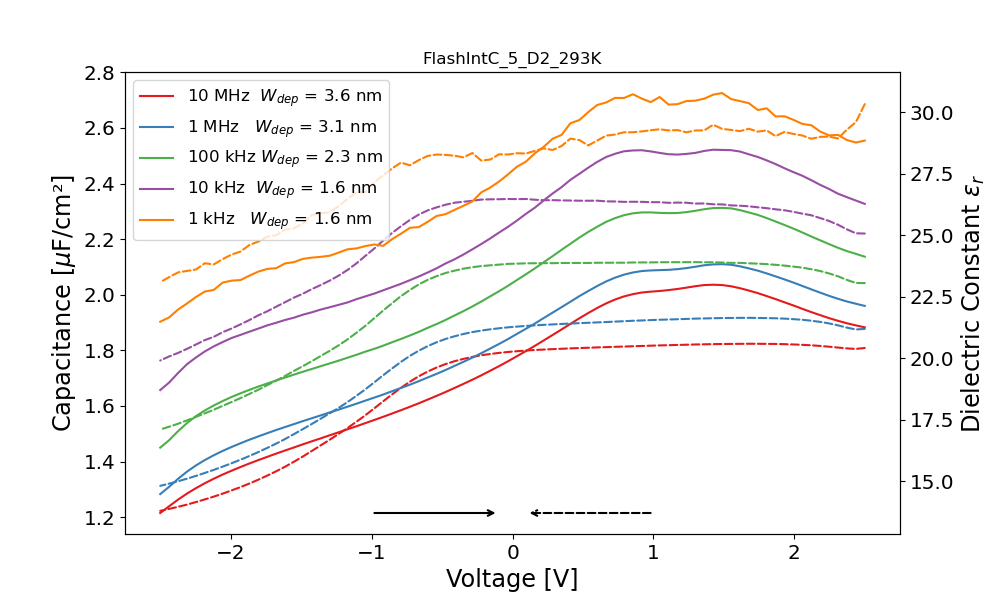 FlashIntC_5_D2_293K
10 MHz W_dep = 3.6 nm
1 MHz W_dep = 3.1 nm
100 kHz W_dep = 2.3 nm
10 kHz W_dep = 1.6 nm
1 kHz W_dep = 1.6 nm
Capacitance [μF/cm²]
2.8
2.6
2.4
2.2
2.0
1.8
1.6
1.4
1.2
30.0
27.5
25.0
22.5
20.0
17.5
15.0
Dielectric Constant ε_r
−2 −1 0 1 2
Voltage [V]